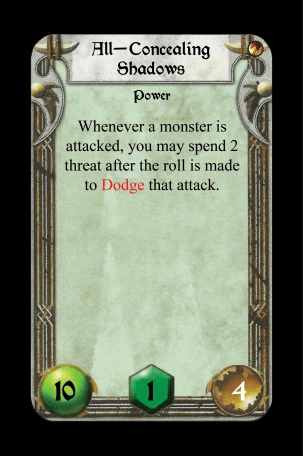 All-Concealing
Shadows
Power
Whenever a monster is
attacked, you may spend 2
threat after the roll is made
to Dodge that attack.
10
1
4